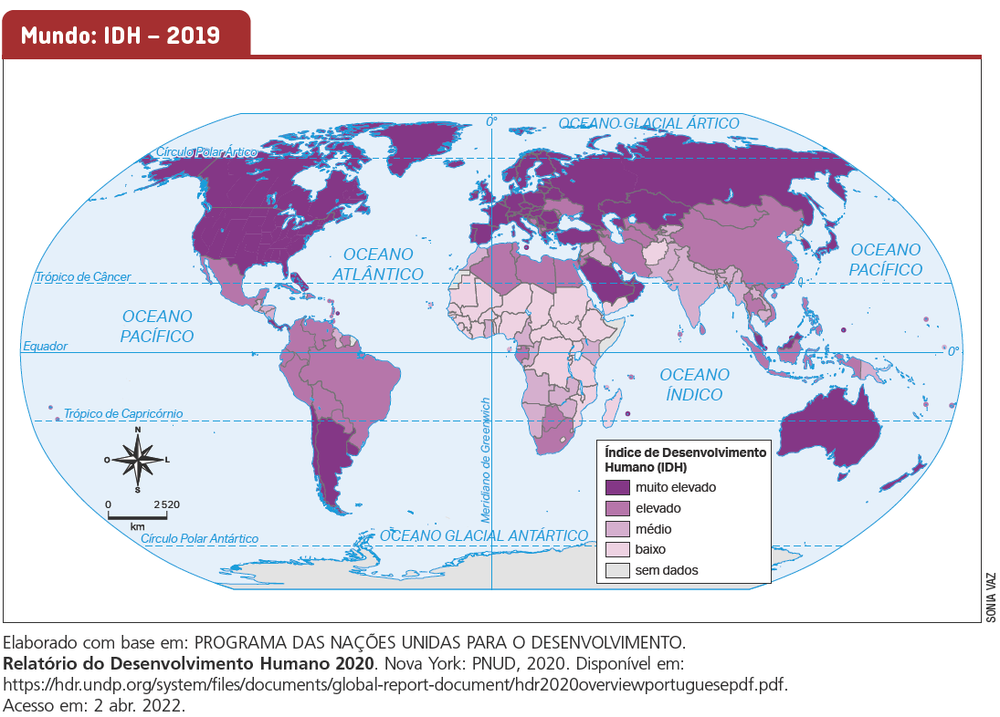 Mundo: IDH – 2019
OCEANO GLACIAL ÁRTICO
0°
Círculo Polar Ártico
OCEANO
ATLÂNTICO
OCEANO
PACÍFICO
Trópico de Câncer
OCEANO
PACÍFICO
Equador
0°
OCEANO
ÍNDICO
Meridiano de Greenwich
Trópico de Capricórnio
N
O
L
S
0
2 520
km
Círculo Polar Antártico
OCEANO GLACIAL ANTÁRTICO
Índice de Desenvolvimento
Humano (IDH)
muito elevado
elevado
médio
baixo
sem dados
SONIA VAZ
Elaborado com base em: PROGRAMA DAS NAÇÕES UNIDAS PARA O DESENVOLVIMENTO.
Relatório do Desenvolvimento Humano 2020. Nova York: PNUD, 2020. Disponível em:
https://hdr.undp.org/system/files/documents/global-report-document/hdr2020overviewportuguesepdf.pdf.
Acesso em: 2 abr. 2022.